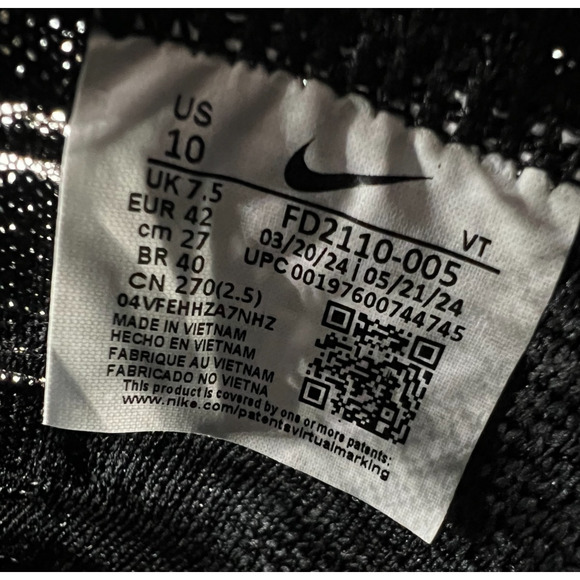 US
10
UK 7.5
EUR 42
cm 27
BR 40
CN 270(2.5)
04VFEHHZA7NHZ
MADE IN VIETNAM
HECHO EN VIETNAM
FABRIQUE AU VIETNAM
FABRICADO NO VIETNA
This product is covered by one or more patents:
www.nike.com/patentsvirtualmarking
VT
FD2110-005
03/20/24 | 05/21/24
UPC 00197600744745